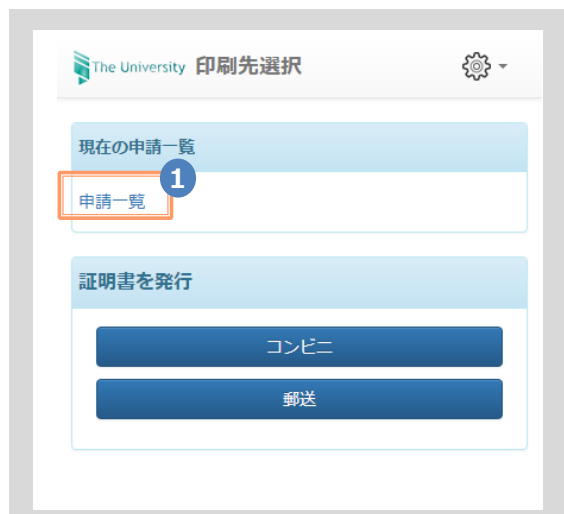 The University 印刷先選択
現在の申請一覧
1
申請一覧
証明書を発行
コンビニ
郵送